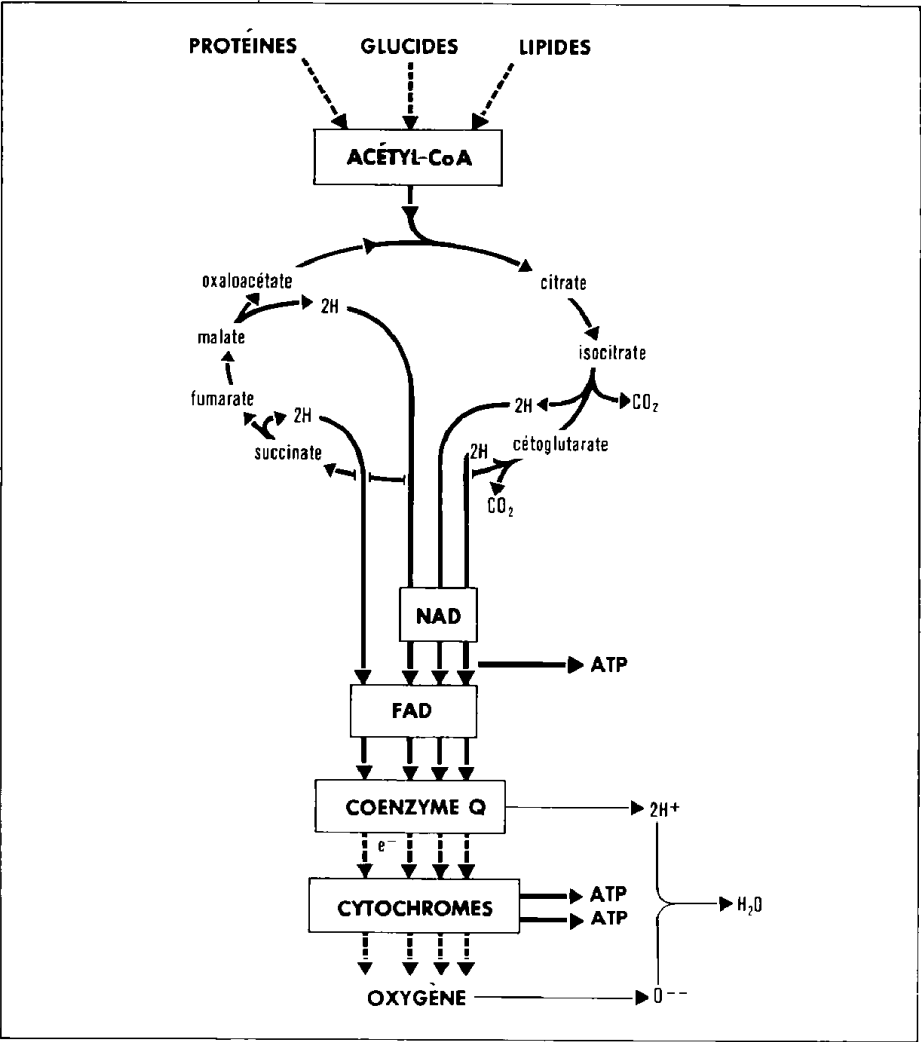 PROTÉINES GLUCIDES LIPIDES
ACÉTYL-CoA
oxaloacétate
citrate
2H
malate
isocitrate
fumarate
2H
2H
CO₂
succinate
2H
cétoglutarate
CO₂
NAD
ATP
FAD
COENZYME Q
2H+
e−
CYTOCHROMES
ATP
ATP
H₂O
OXYGÈNE
O−−